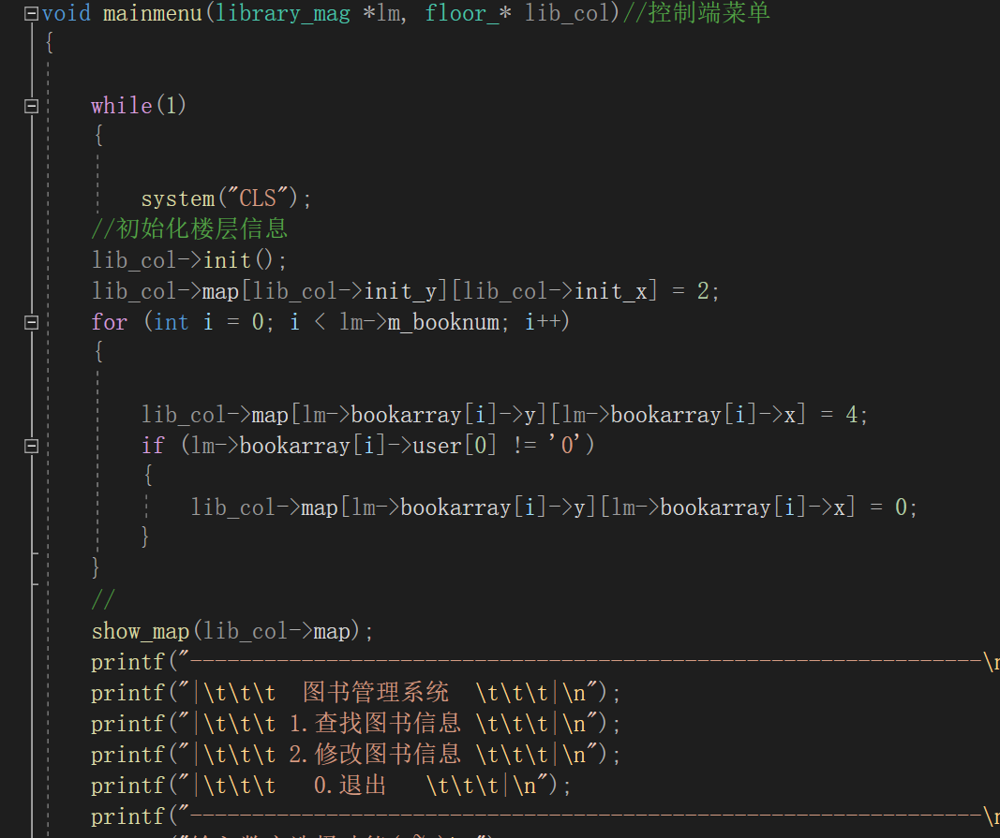 void mainmenu(library_mag *lm, floor_* lib_col)//控制端菜单
{
while(1)
{
system("CLS");
//初始化楼层信息
lib_col->init();
lib_col->map[lib_col->init_y][lib_col->init_x] = 2;
for (int i = 0; i < lm->m_booknum; i++)
{
lib_col->map[lm->bookarray[i]->y][lm->bookarray[i]->x] = 4;
if (lm->bookarray[i]->user[0] != '0')
{
lib_col->map[lm->bookarray[i]->y][lm->bookarray[i]->x] = 0;
}
}
//
show_map(lib_col->map);
printf("----------------------------------------------------------------\n
printf("|\t\t\t  图书管理系统  \t\t\t|\n");
printf("|\t\t\t 1.查找图书信息 \t\t\t|\n");
printf("|\t\t\t 2.修改图书信息 \t\t\t|\n");
printf("|\t\t\t   0.退出   \t\t\t|\n");
printf("----------------------------------------------------------------\n